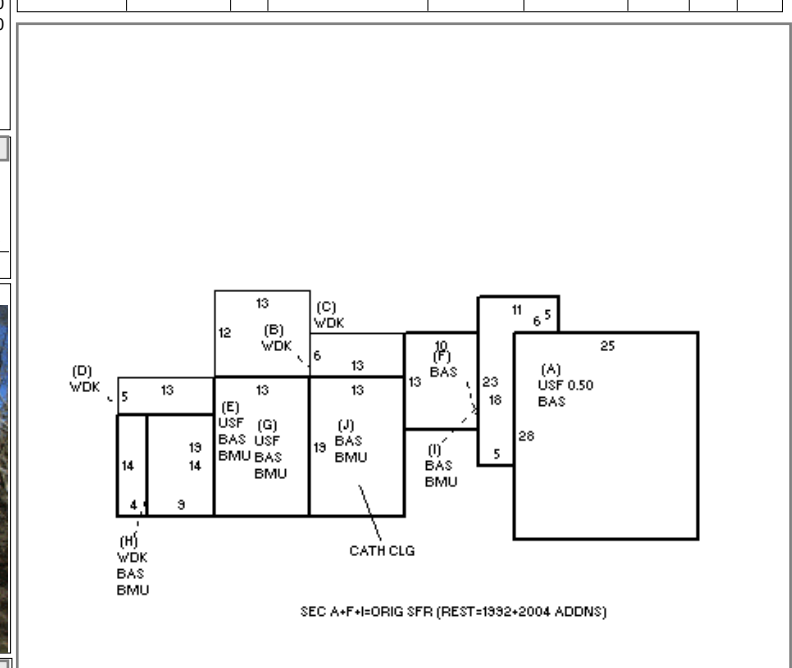 13
12
(B)
WDK
(C)
WDK
6
13
(D)
WDK
5
13
11
6
5
10
(F)
BAS
13
23
18
5
25
(A)
USF 0.50
BAS
28
13
(E)
USF
BAS
BMU
(G)
USF
BAS
BMU
13
19
(J)
BAS
BMU
(I)
BAS
BMU
19
14
14
4
9
(H)
WDK
BAS
BMU
CATH CLG
SEC A+F+I=ORIG SFR (REST=1992+2004 ADDNS)